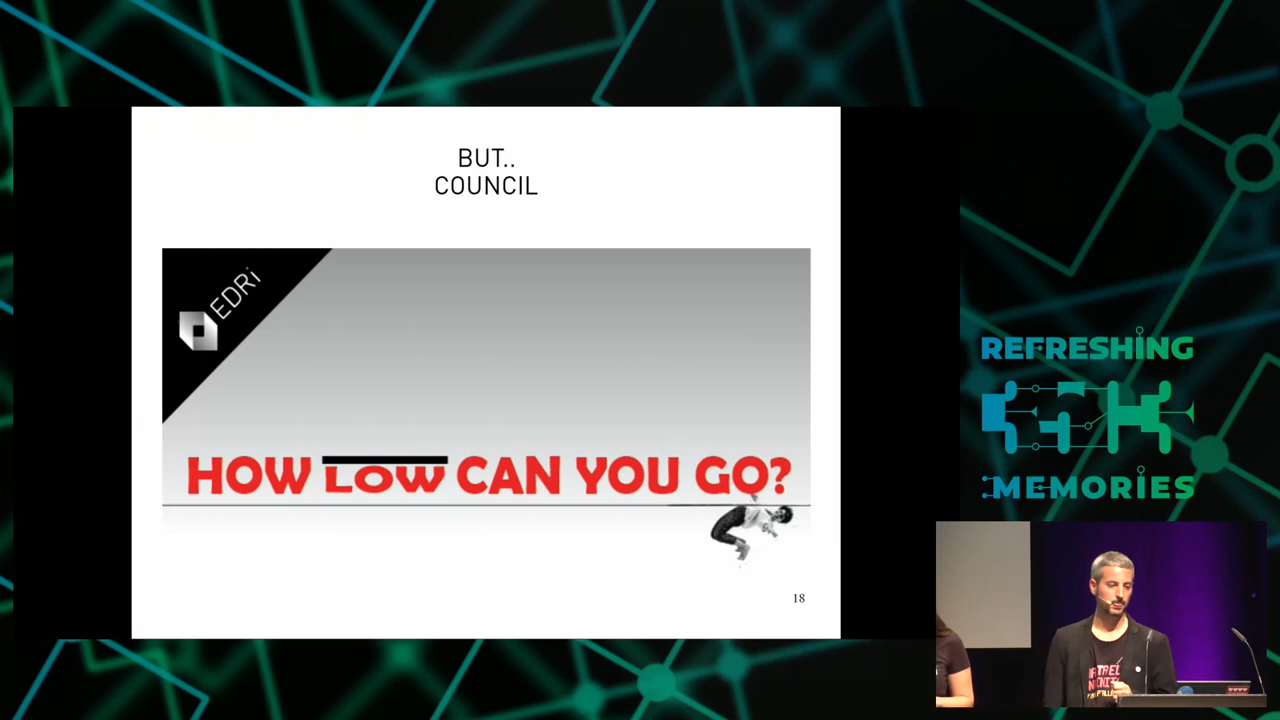 BUT..
COUNCIL
EDRi
HOW LOW CAN YOU GO?
18
REFRESHING
MEMORIES